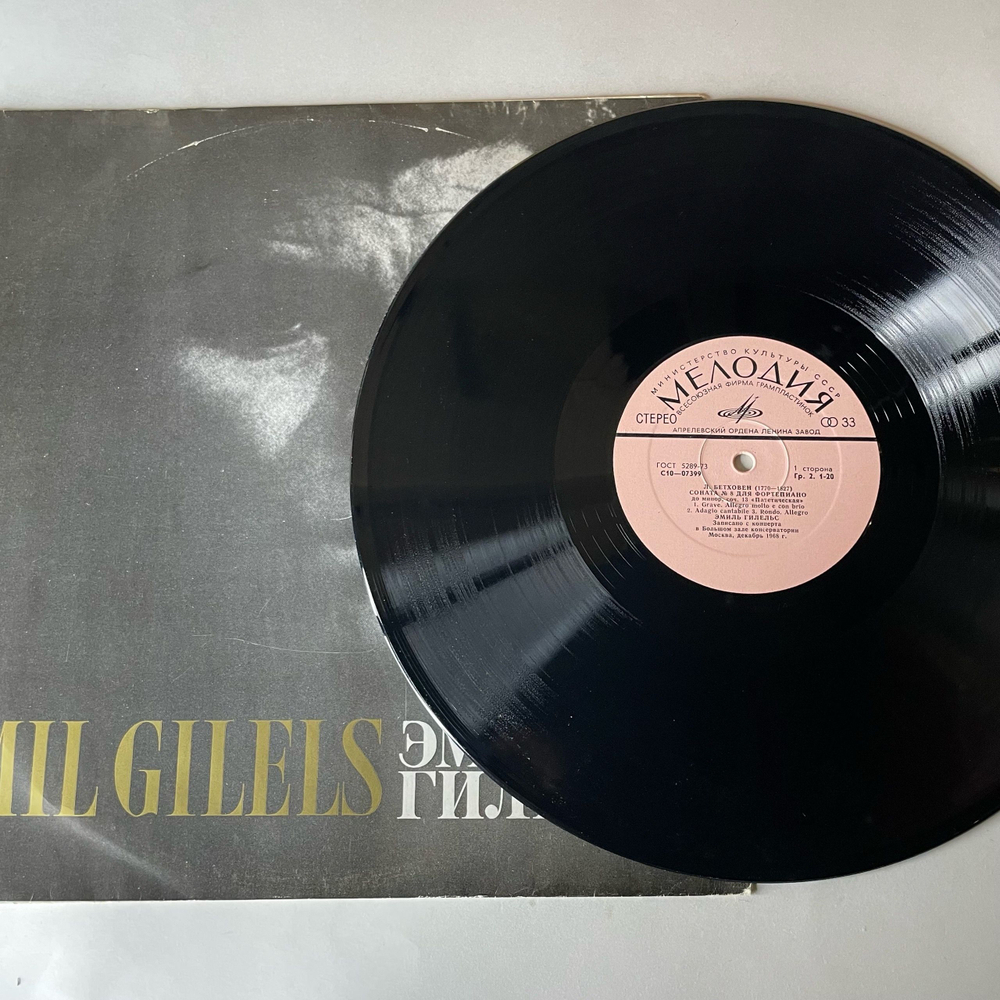 MIL GILELS
ЭМ
ГИЛ
МИНИСТЕРСТВО КУЛЬТУРЫ СССР
МЕЛОДИЯ
ВСЕСОЮЗНАЯ ФИРМА ГРАМПЛАСТИНОК
СТЕРЕО
33
АПРЕЛЕВСКИЙ ОРДЕНА ЛЕНИНА ЗАВОД
ГОСТ 5289-73
С10—07399
1 сторона
Гр. 2. 1-20
Л. БЕТХОВЕН (1770—1827)
СОНАТА № 8 ДЛЯ ФОРТЕПИАНО
до минор, соч. 13 «Патетическая»
1. Grave. Allegro molto e con brio
2. Adagio cantabile 3. Rondo. Allegro
ЭМИЛЬ ГИЛЕЛЬС
Записано с концерта
в Большом зале консерватории
Москва, декабрь 1968 г.